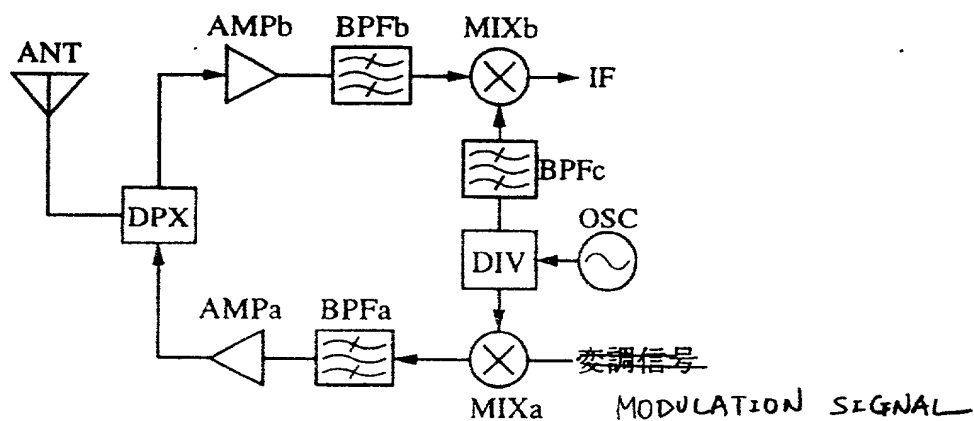 AMPb BPFb MIXb
ANT
IF
BPFc
OSC
DPX
DIV
AMPa BPFa
変調信号
MIXa MODULATION SIGNAL